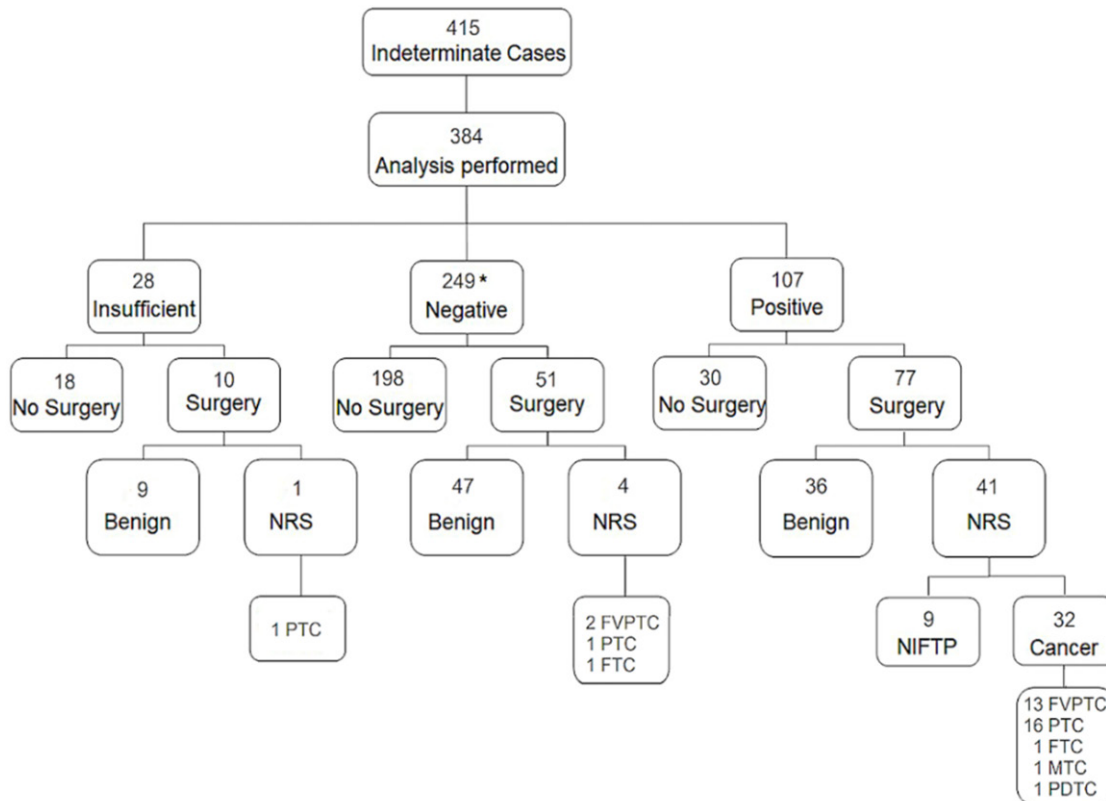 415
Indeterminate Cases
384
Analysis performed
28
Insufficient
249 *
Negative
107
Positive
18
No Surgery
10
Surgery
198
No Surgery
51
Surgery
30
No Surgery
77
Surgery
9
Benign
1
NRS
47
Benign
4
NRS
36
Benign
41
NRS
1 PTC
2 FVPTC
1 PTC
1 FTC
9
NIFTP
32
Cancer
13 FVPTC
16 PTC
1 FTC
1 MTC
1 PDTC